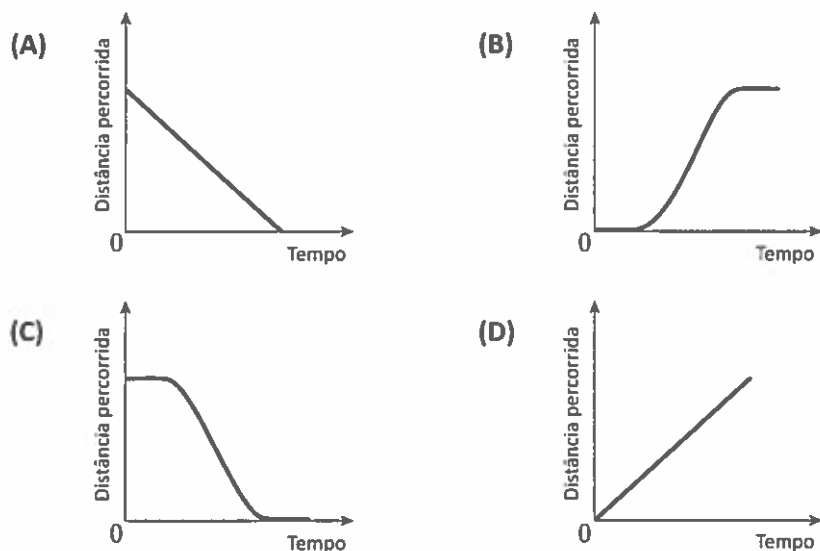 (A)
Distância percorrida
0
Tempo
(B)
Distância percorrida
0
Tempo
(C)
Distância percorrida
0
Tempo
(D)
Distância percorrida
0
Tempo